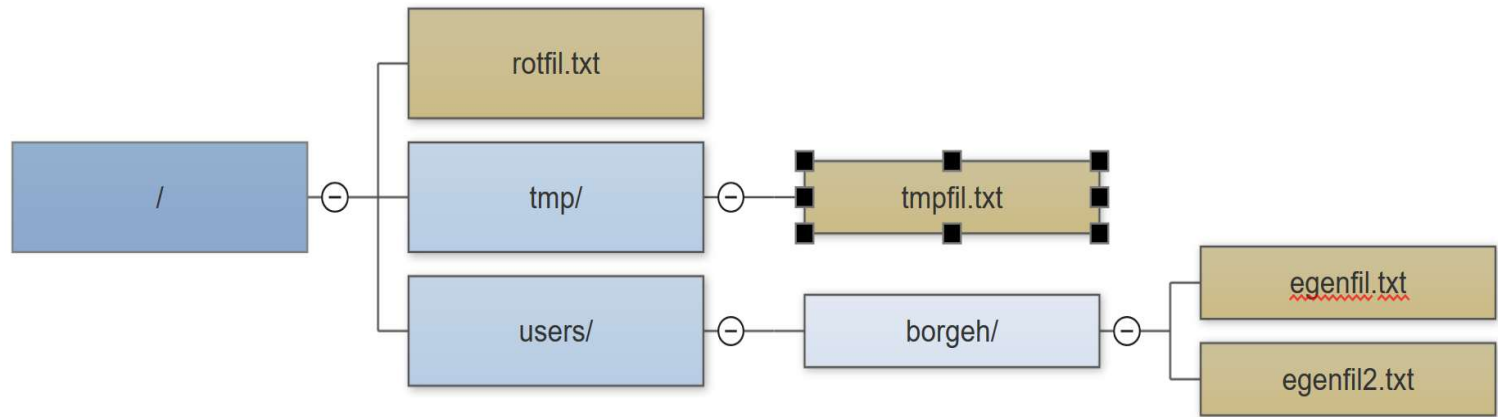 /
rotfil.txt
tmp/
tmpfil.txt
users/
borgeh/
egenfil.txt
egenfil2.txt